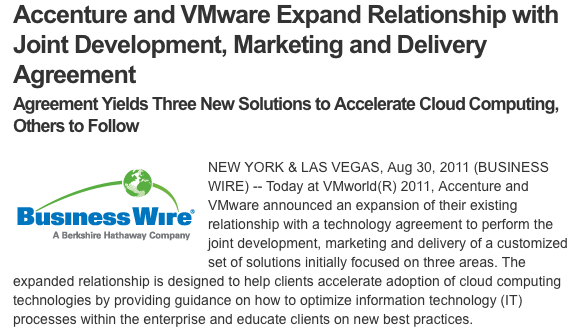 Accenture and VMware Expand Relationship with
Joint Development, Marketing and Delivery
Agreement
Agreement Yields Three New Solutions to Accelerate Cloud Computing,
Others to Follow
Business Wire®
A Berkshire Hathaway Company
NEW YORK & LAS VEGAS, Aug 30, 2011 (BUSINESS
WIRE) -- Today at VMworld(R) 2011, Accenture and
VMware announced an expansion of their existing
relationship with a technology agreement to perform the
joint development, marketing and delivery of a customized
set of solutions initially focused on three areas. The
expanded relationship is designed to help clients accelerate adoption of cloud computing
technologies by providing guidance on how to optimize information technology (IT)
processes within the enterprise and educate clients on new best practices.